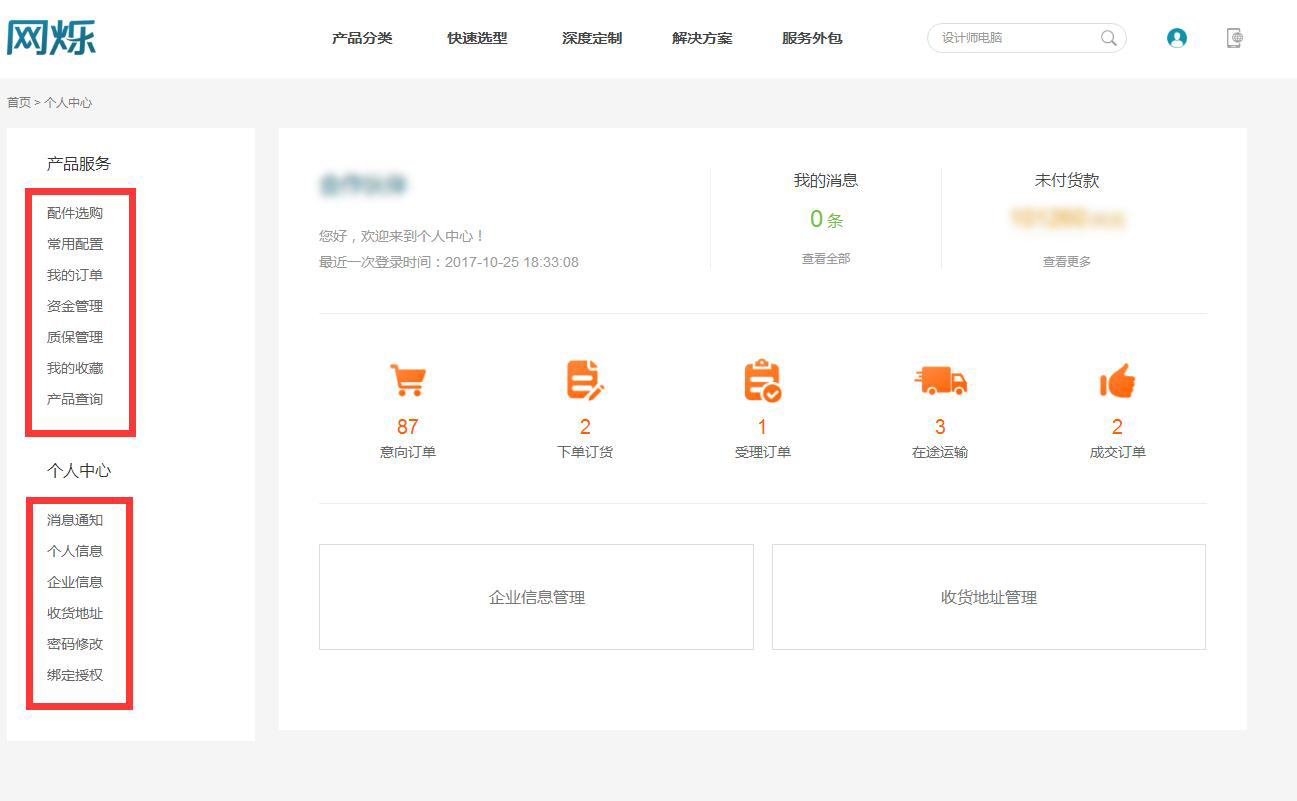 网烁
产品分类 快速选型 深度定制 解决方案 服务外包 设计师电脑
首页 > 个人中心
产品服务
配件选购
常用配置
我的订单
资金管理
质保管理
我的收藏
产品查询
个人中心
消息通知
个人信息
企业信息
收货地址
密码修改
绑定授权
您好，欢迎来到个人中心！
最近一次登录时间：2017-10-25 18:33:08
我的消息
0 条
查看全部
未付货款
查看更多
87 2 1 3 2
意向订单 下单订货 受理订单 在途运输 成交订单
企业信息管理 收货地址管理